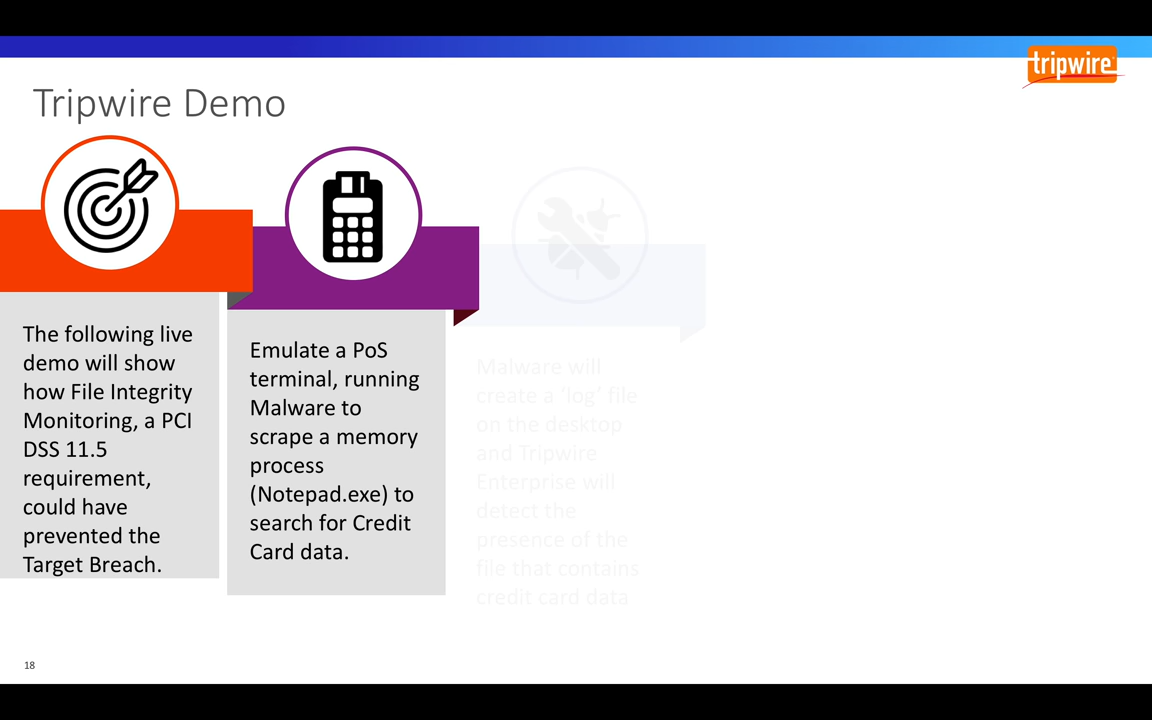 tripwire
Tripwire Demo
The following live
demo will show
how File Integrity
Monitoring, a PCI
DSS 11.5
requirement,
could have
prevented the
Target Breach.
Emulate a PoS
terminal, running
Malware to
scrape a memory
process
(Notepad.exe) to
search for Credit
Card data.
Malware will
create a ‘log’ file
on the desktop
and Tripwire
Enterprise will
detect the
presence of the
file that contains
credit card data
18